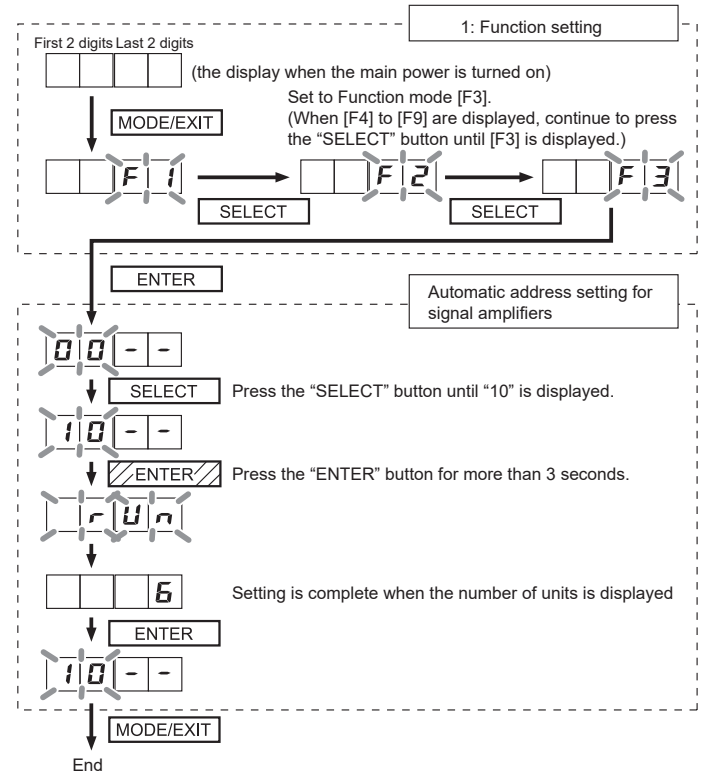 1: Function setting
First 2 digits Last 2 digits
(the display when the main power is turned on)
Set to Function mode [F3].
(When [F4] to [F9] are displayed, continue to press
the “SELECT” button until [F3] is displayed.)
MODE/EXIT
F 1
F 2
F 3
SELECT
SELECT
ENTER
Automatic address setting for
signal amplifiers
0 0 - -
SELECT
Press the “SELECT” button until “10” is displayed.
1 0 - -
ENTER
Press the “ENTER” button for more than 3 seconds.
r U n
6
Setting is complete when the number of units is displayed
ENTER
1 0 - -
MODE/EXIT
End